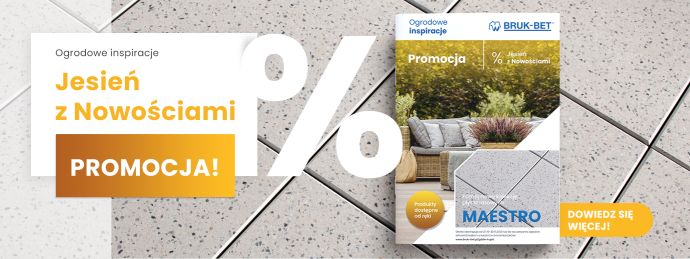 Ogrodowe inspiracje
Jesień
z Nowościami
PROMOCJA!
%
Ogrodowe
inspiracje
BRUK-BET
Promocja
% Jesień
z Nowościami
Produkty
dostępne
od ręki
MAESTRO
DOWIEDZ SIĘ
WIĘCEJ!